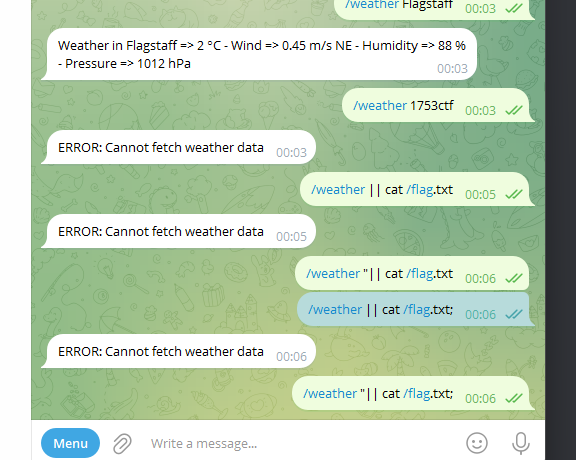 /weather Flagstaff 00:03
Weather in Flagstaff => 2 °C - Wind => 0.45 m/s NE - Humidity => 88 %
- Pressure => 1012 hPa
00:03
/weather 1753ctf 00:03
ERROR: Cannot fetch weather data 00:03
/weather || cat /flag.txt 00:05
ERROR: Cannot fetch weather data 00:05
/weather "|| cat /flag.txt 00:06
/weather || cat /flag.txt; 00:06
ERROR: Cannot fetch weather data 00:06
/weather "|| cat /flag.txt; 00:06
Menu Write a message...